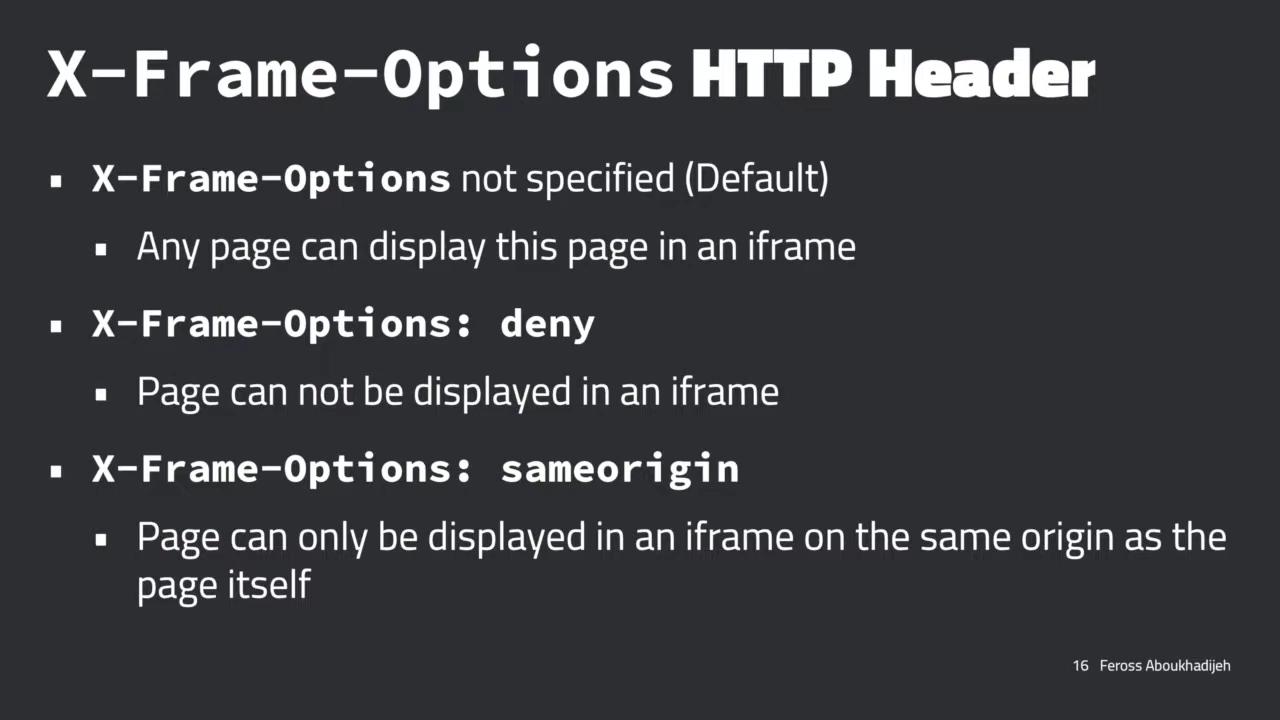 X-Frame-Options HTTP Header
▪ X-Frame-Options not specified (Default)
▪ Any page can display this page in an iframe
▪ X-Frame-Options: deny
▪ Page can not be displayed in an iframe
▪ X-Frame-Options: sameorigin
▪ Page can only be displayed in an iframe on the same origin as the
page itself
16 Feross Aboukhadijeh